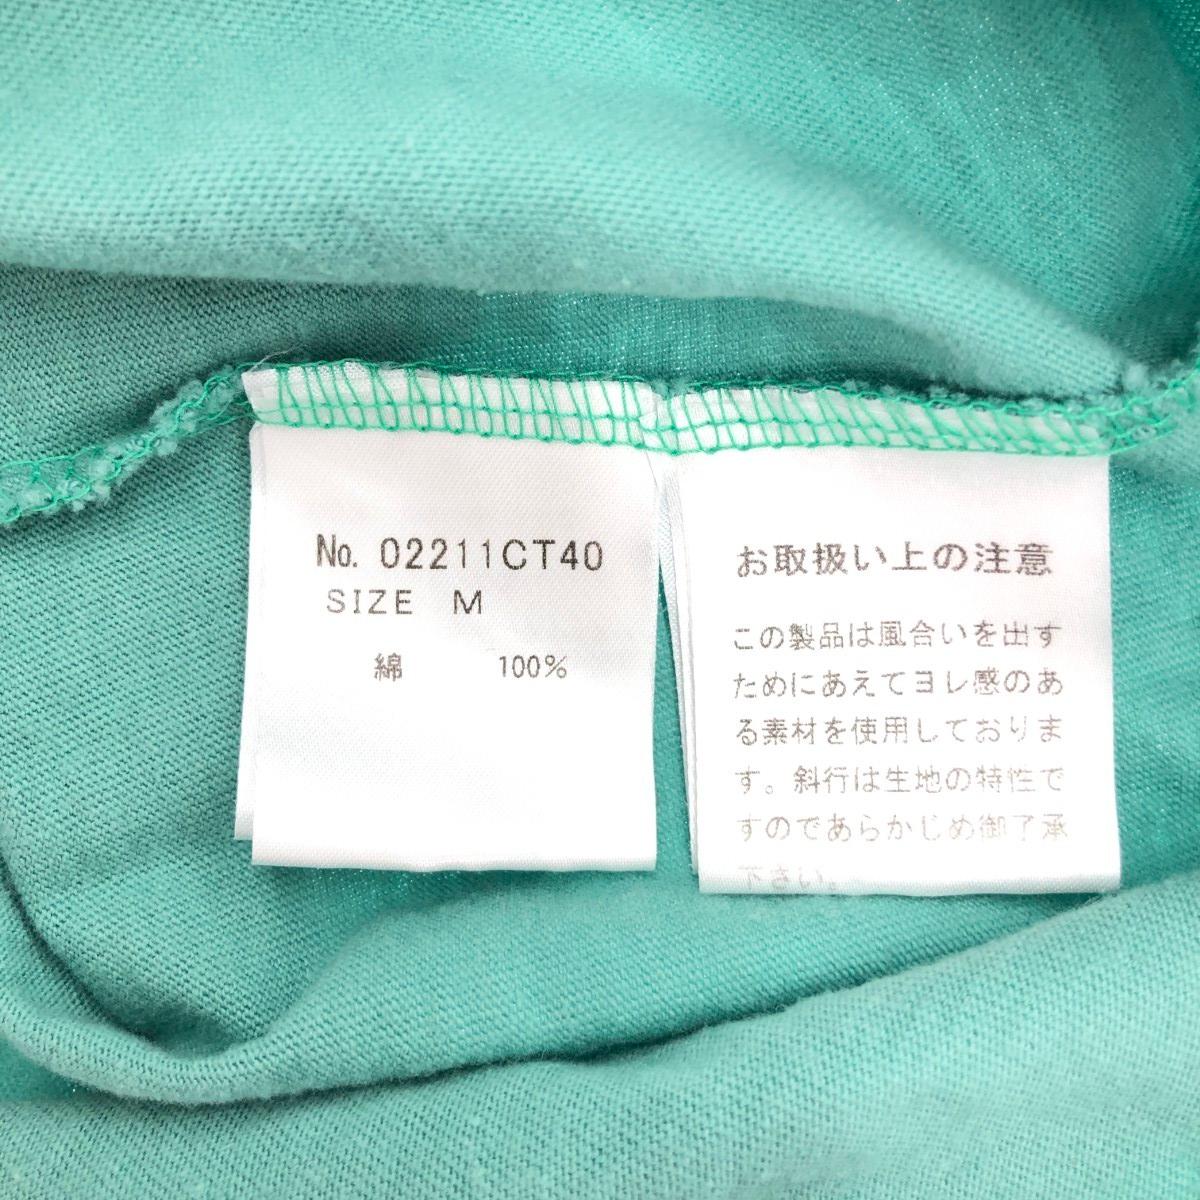 № 02211CT40
SIZE M
綿 100%
お取扱い上の注意
この製品は風合いを出す
ためにあえてヨレ感のあ
る素材を使用しておりま
す。斜行は生地の特性で
すのであらかじめ御了承
下さい。